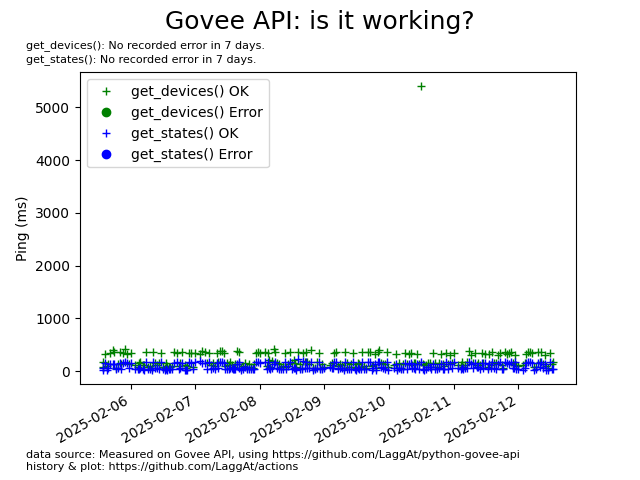 Govee API: is it working?
get_devices(): No recorded error in 7 days.
get_states(): No recorded error in 7 days.
get_devices() OK
get_devices() Error
get_states() OK
get_states() Error
Ping (ms)
5000
4000
3000
2000
1000
0
2025-02-06
2025-02-07
2025-02-08
2025-02-09
2025-02-10
2025-02-11
2025-02-12
data source: Measured on Govee API, using https://github.com/LaggAt/python-govee-api
history & plot: https://github.com/LaggAt/actions